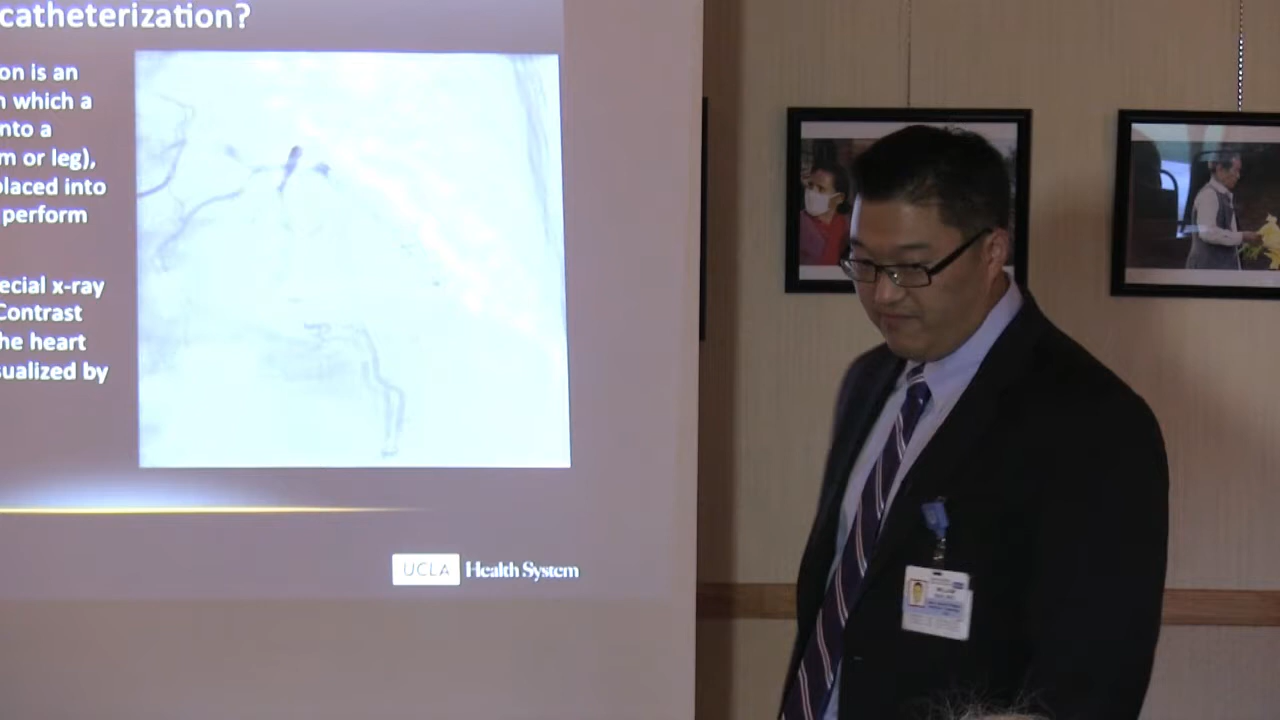 catheterization?
on is an
n which a
nto a
m or leg),
placed into
perform
ecial x-ray
Contrast
he heart
sualized by
UCLA Health System